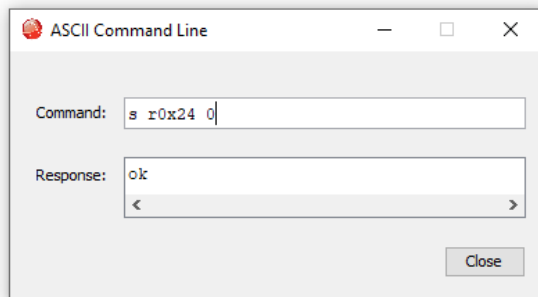 ASCII Command Line
Command: s r0x24 0
Response: ok
Close